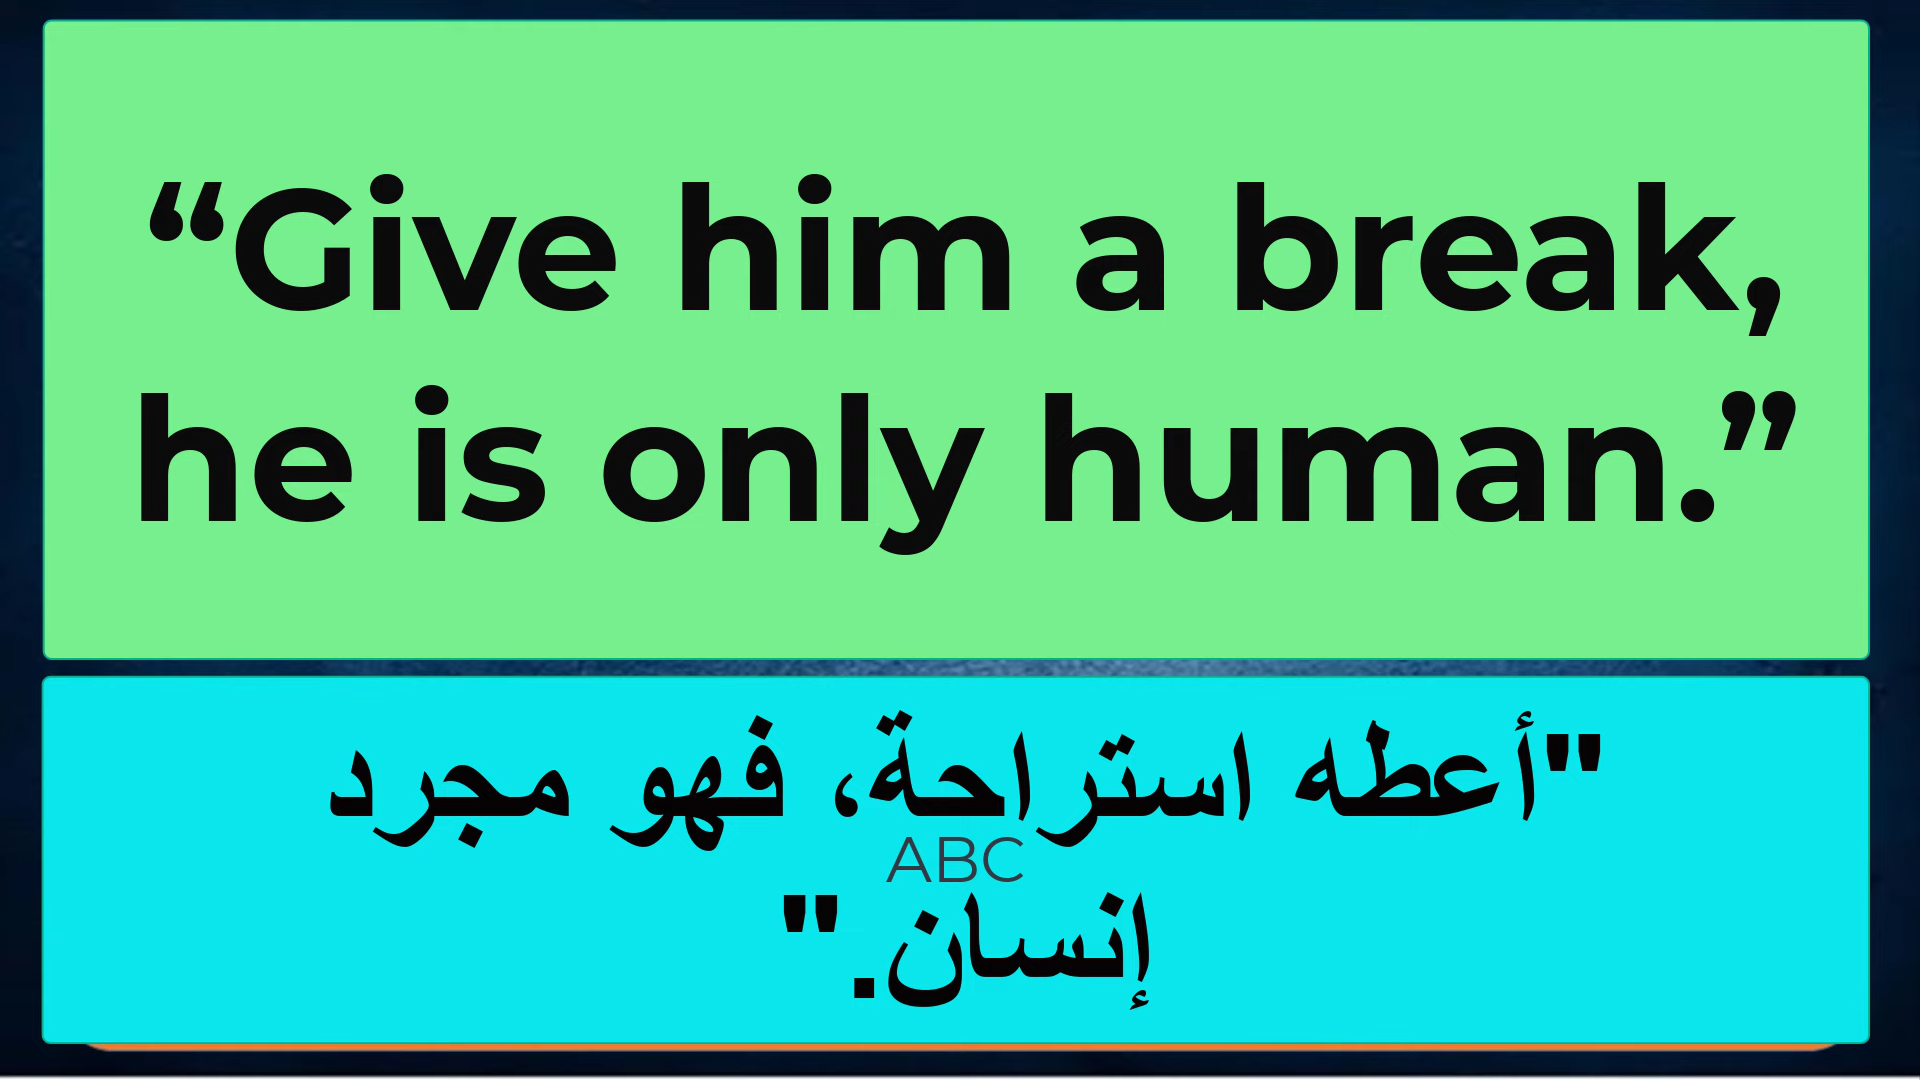 “Give him a break,
he is only human.”
"أعطه استراحة، فهو مجرد
ABC
إنسان."